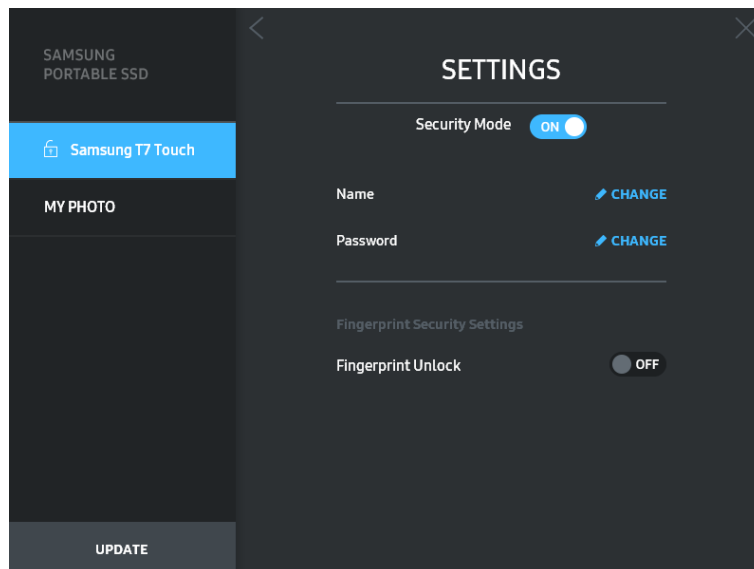 SAMSUNG
PORTABLE SSD
Samsung T7 Touch
MY PHOTO
UPDATE
SETTINGS
Security Mode ON
Name CHANGE
Password CHANGE
Fingerprint Security Settings
Fingerprint Unlock OFF